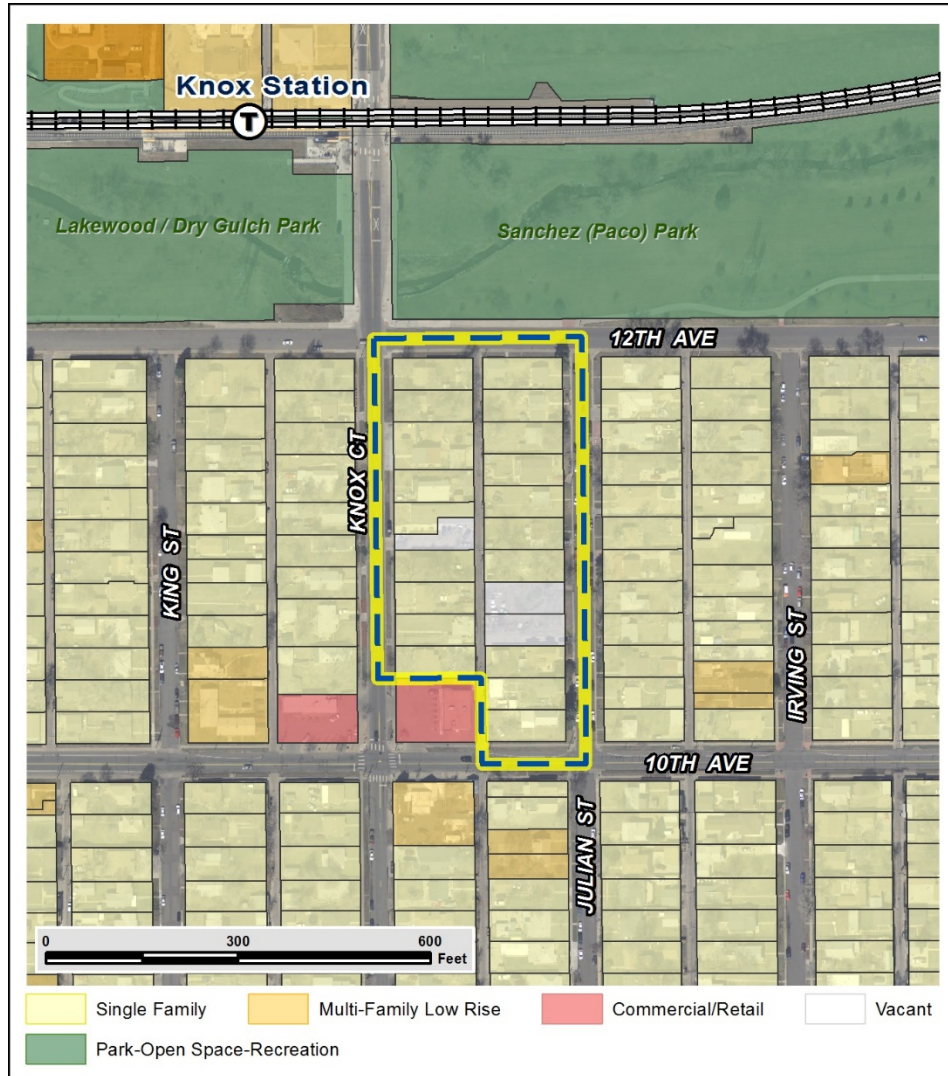 Knox Station
T
Lakewood / Dry Gulch Park
Sanchez (Paco) Park
12TH AVE
KNOX CT
KING ST
IRVING ST
10TH AVE
JULIAN ST
0 300 600
Feet
Single Family
Multi-Family Low Rise
Commercial/Retail
Vacant
Park-Open Space-Recreation